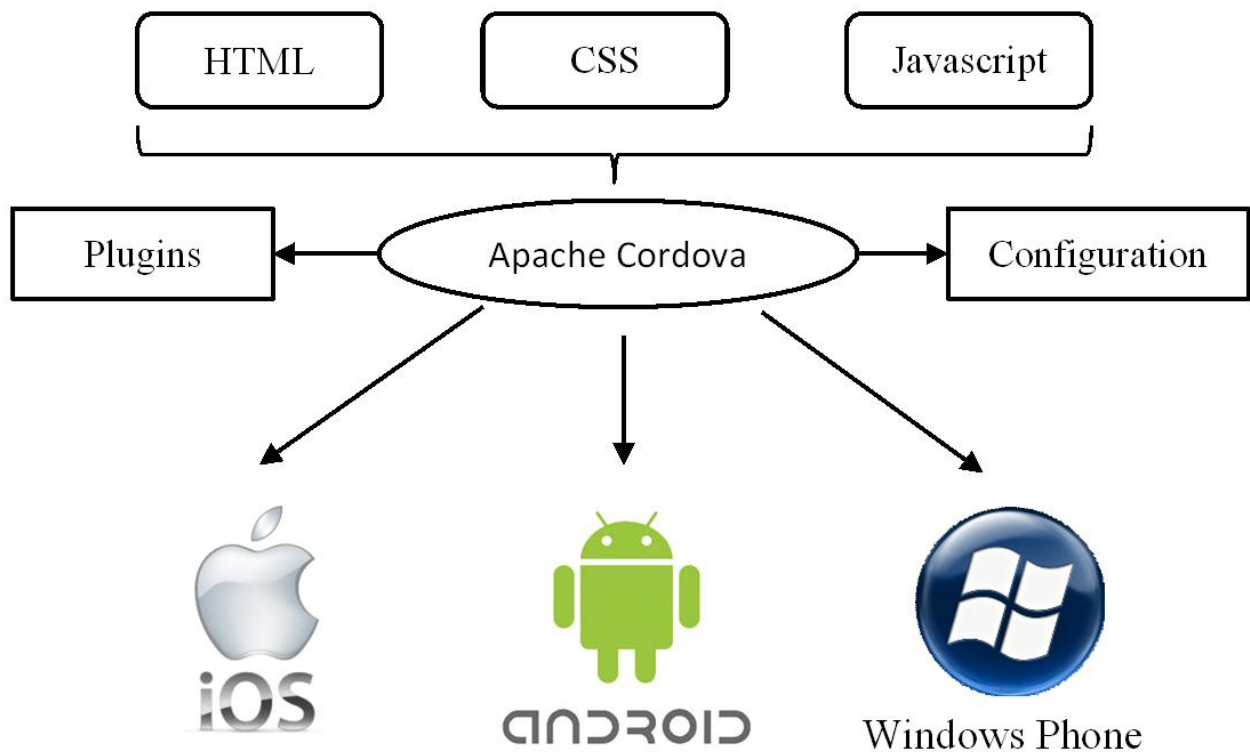 HTML
CSS
Javascript
Plugins
Apache Cordova
Configuration
iOS
ANDROID
Windows Phone